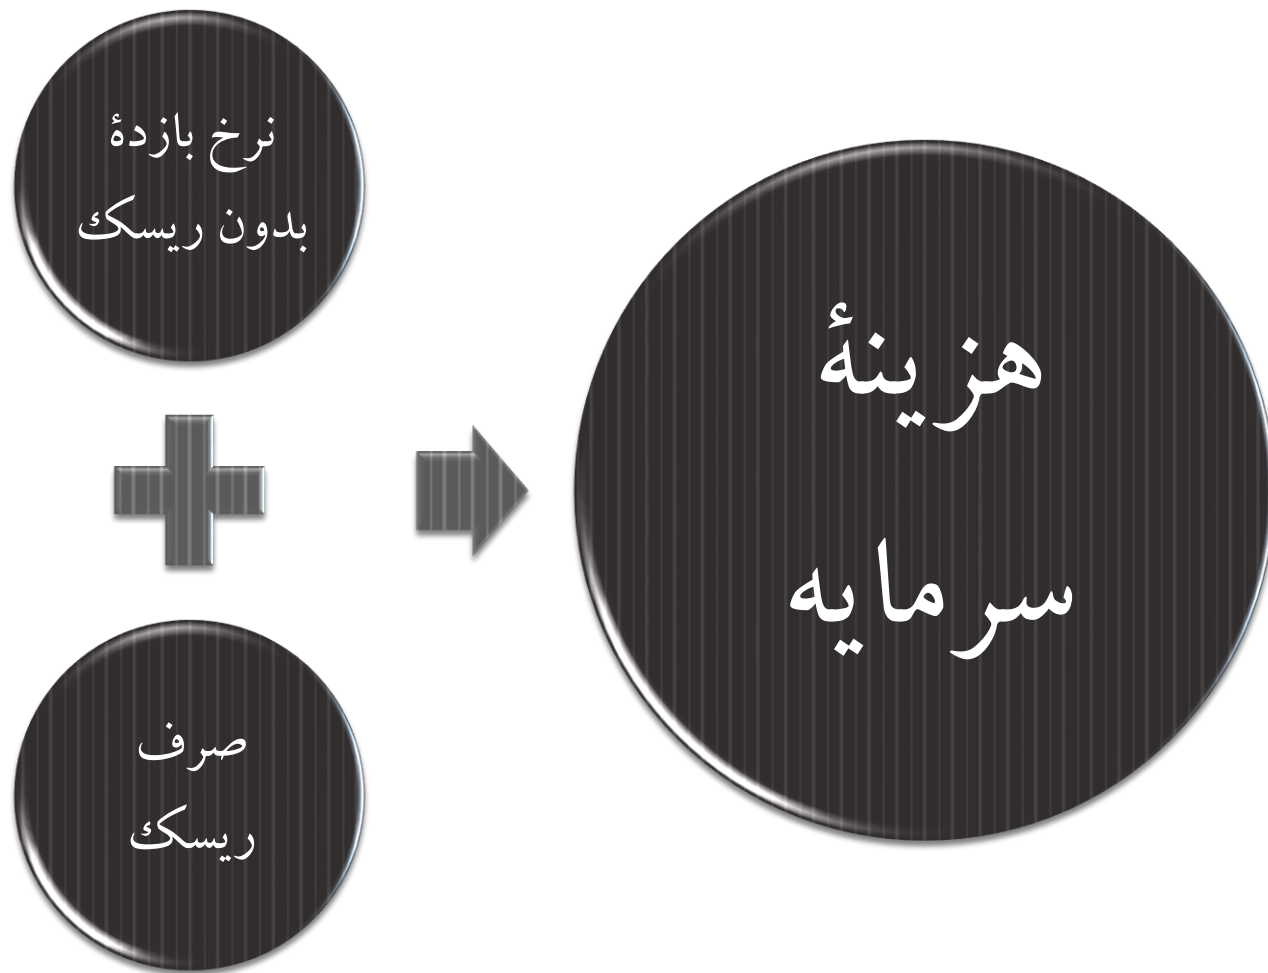 نرخ بازدهٔ
بدون ریسک
صرف
ریسک
هزینهٔ
سرمایه